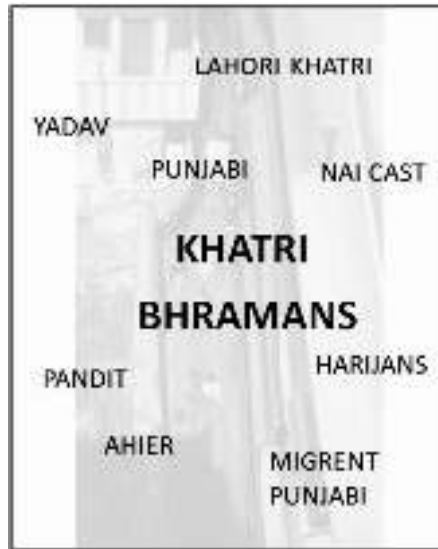 LAHORI KHATRI
YADAV
PUNJABI
NAI CAST
KHATRI
BHRAMANS
HARIJANS
PANDIT
AHIER
MIGRENT
PUNJABI